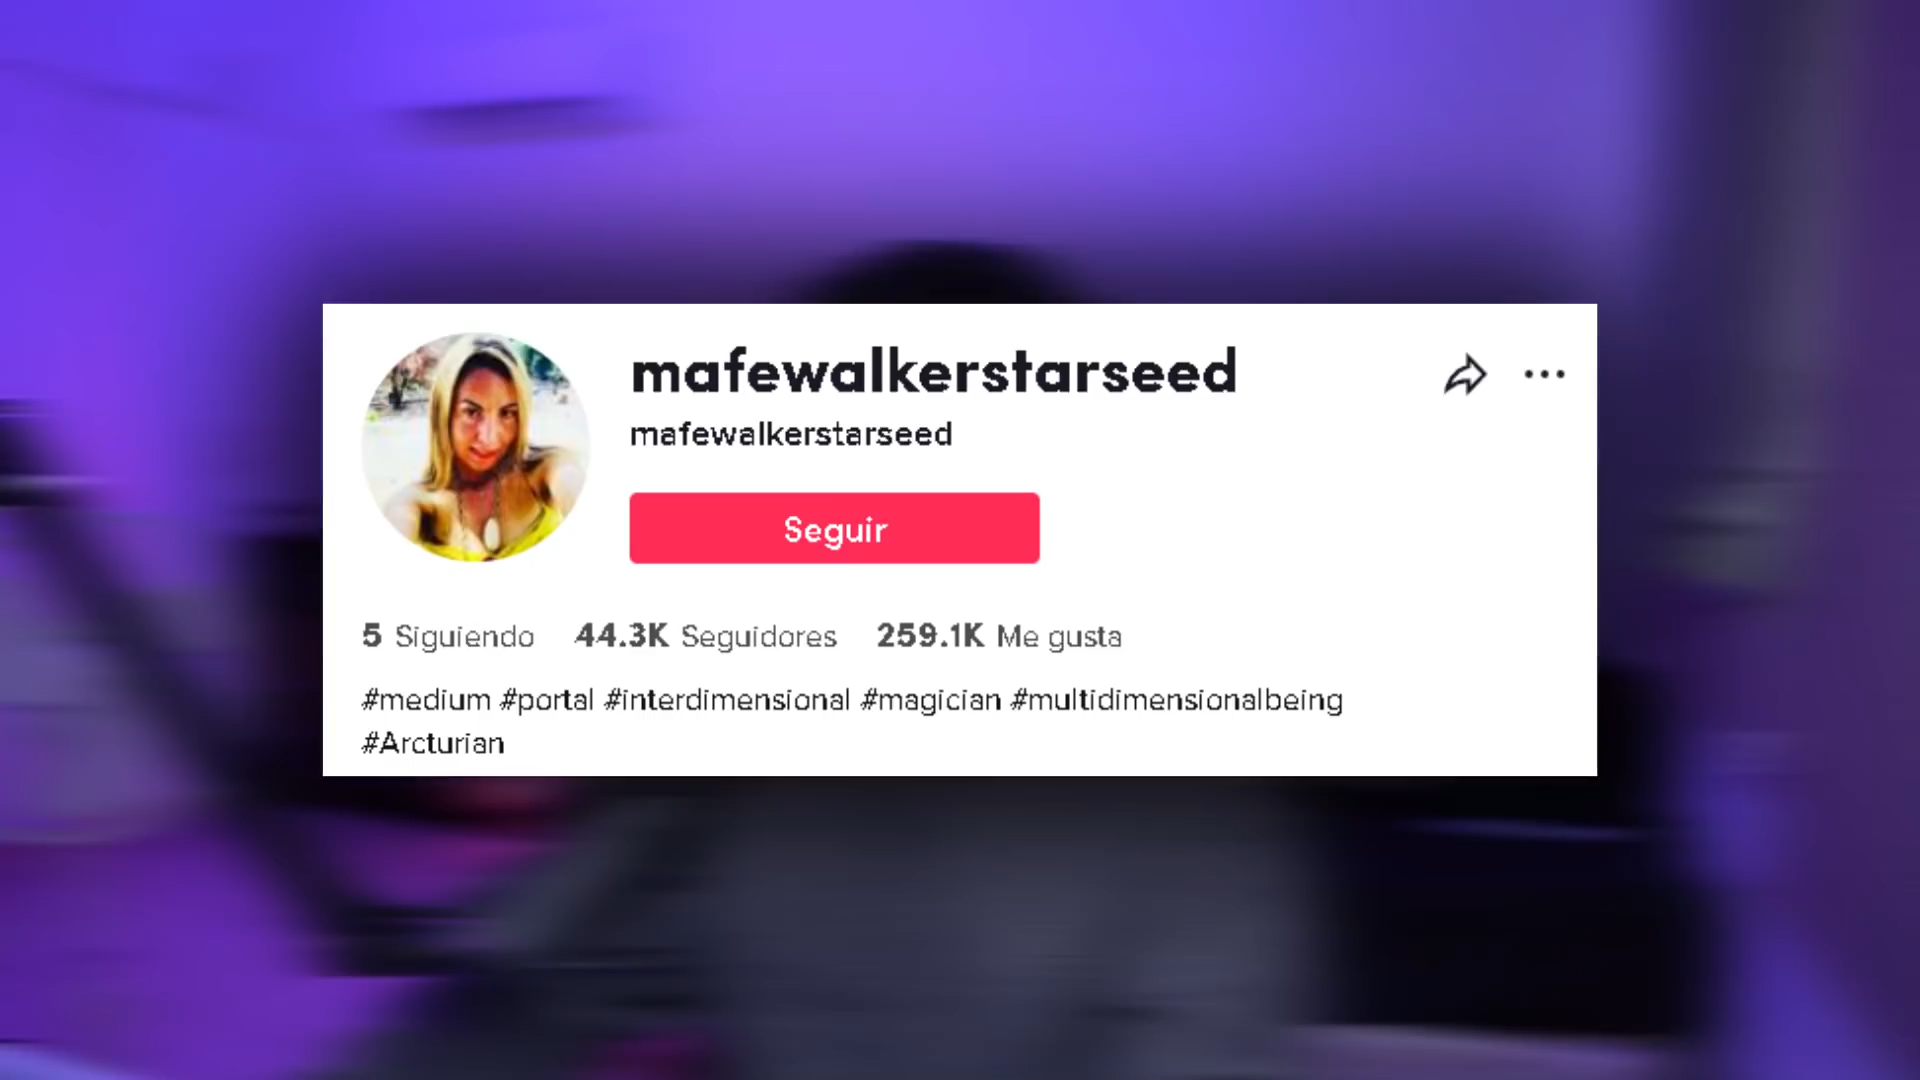 mafewalkerstarseed
mafewalkerstarseed
Seguir
5 Siguiendo 44.3K Seguidores 259.1K Me gusta
#medium #portal #interdimensional #magician #multidimensionalbeing
#Arcturian